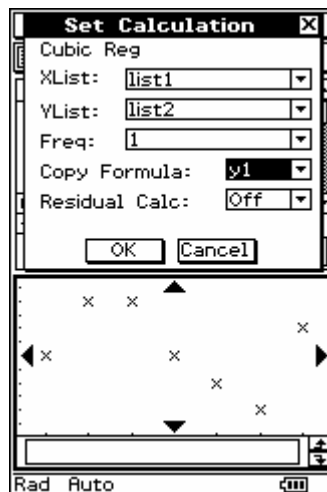 Set Calculation
Cubic Reg
XList: list1
YList: list2
Freq: 1
Copy Formula: y1
Residual Calc: Off
OK Cancel
Rad Auto